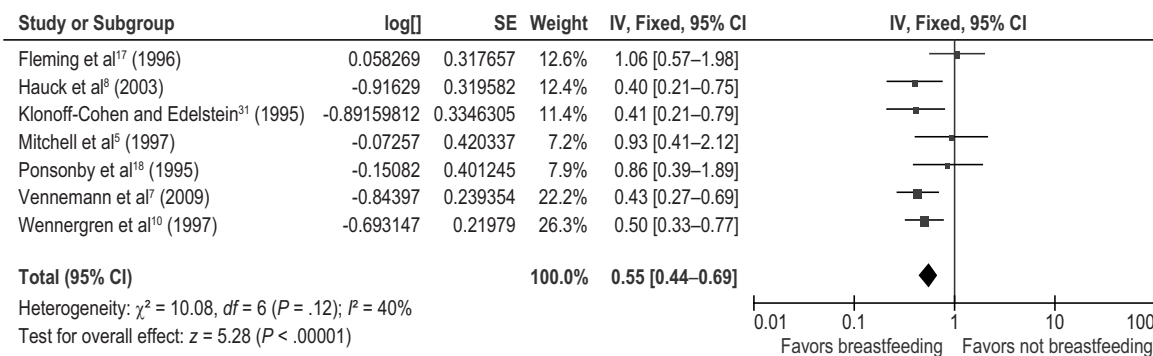 Study or Subgroup log[] SE Weight IV, Fixed, 95% CI IV, Fixed, 95% CI
Fleming et al17 (1996) 0.058269 0.317657 12.6% 1.06 [0.57–1.98]
Hauck et al8 (2003) -0.91629 0.319582 12.4% 0.40 [0.21–0.75]
Klonoff-Cohen and Edelstein31 (1995) -0.89159812 0.3346305 11.4% 0.41 [0.21–0.79]
Mitchell et al5 (1997) -0.07257 0.420337 7.2% 0.93 [0.41–2.12]
Ponsonby et al18 (1995) -0.15082 0.401245 7.9% 0.86 [0.39–1.89]
Vennemann et al7 (2009) -0.84397 0.239354 22.2% 0.43 [0.27–0.69]
Wennergren et al10 (1997) -0.693147 0.21979 26.3% 0.50 [0.33–0.77]
Total (95% CI) 100.0% 0.55 [0.44–0.69]
Heterogeneity: χ² = 10.08, df = 6 (P = .12); I² = 40%
Test for overall effect: z = 5.28 (P < .00001)
0.01 0.1 1 10 100
Favors breastfeeding Favors not breastfeeding